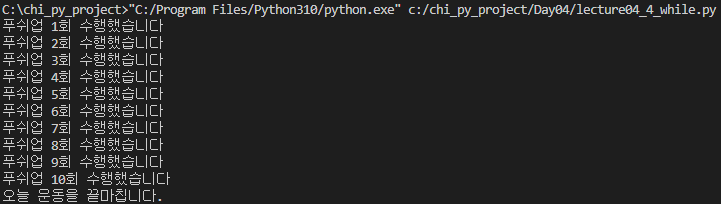 C:\chi_py_project>"C:/Program Files/Python310/python.exe" c:/chi_py_project/Day04/lecture04_4_while.py
푸쉬업 1회 수행했습니다
푸쉬업 2회 수행했습니다
푸쉬업 3회 수행했습니다
푸쉬업 4회 수행했습니다
푸쉬업 5회 수행했습니다
푸쉬업 6회 수행했습니다
푸쉬업 7회 수행했습니다
푸쉬업 8회 수행했습니다
푸쉬업 9회 수행했습니다
푸쉬업 10회 수행했습니다
오늘 운동을 끝마칩니다.